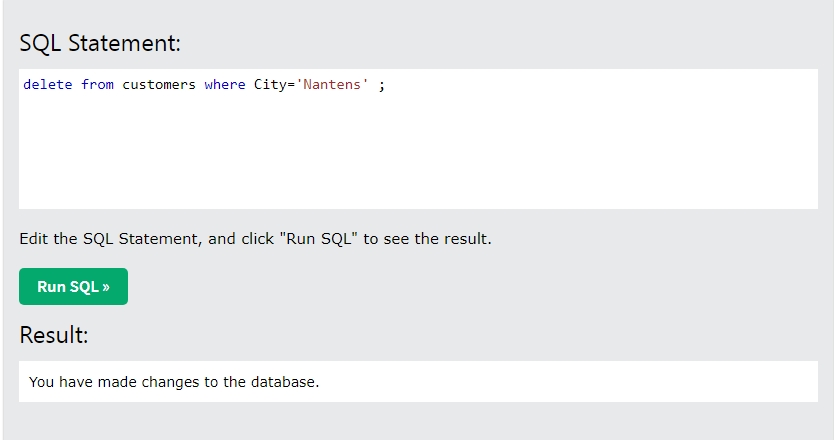 SQL Statement:
delete from customers where City='Nantens' ;
Edit the SQL Statement, and click "Run SQL" to see the result.
Run SQL »
Result:
You have made changes to the database.